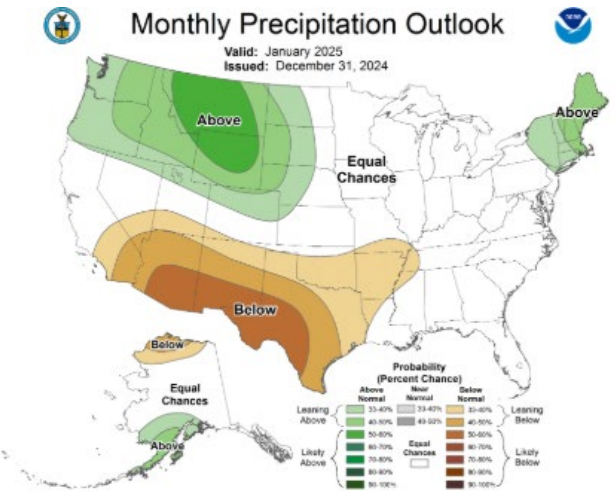 Monthly Precipitation Outlook
Valid: January 2025
Issued: December 31, 2024
Above
Equal
Chances
Above
Below
Below
Equal
Chances
Above
Probability
(Percent Chance)
Above
Normal
Near
Normal
Below
Normal
Leaning
Above
33-40%
40-50%
33-40%
40-50%
33-40%
40-50%
Leaning
Below
Likely
Above
50-60%
60-70%
70-80%
80-90%
90-100%
Equal
Chances
50-60%
60-70%
70-80%
80-90%
90-100%
Likely
Below